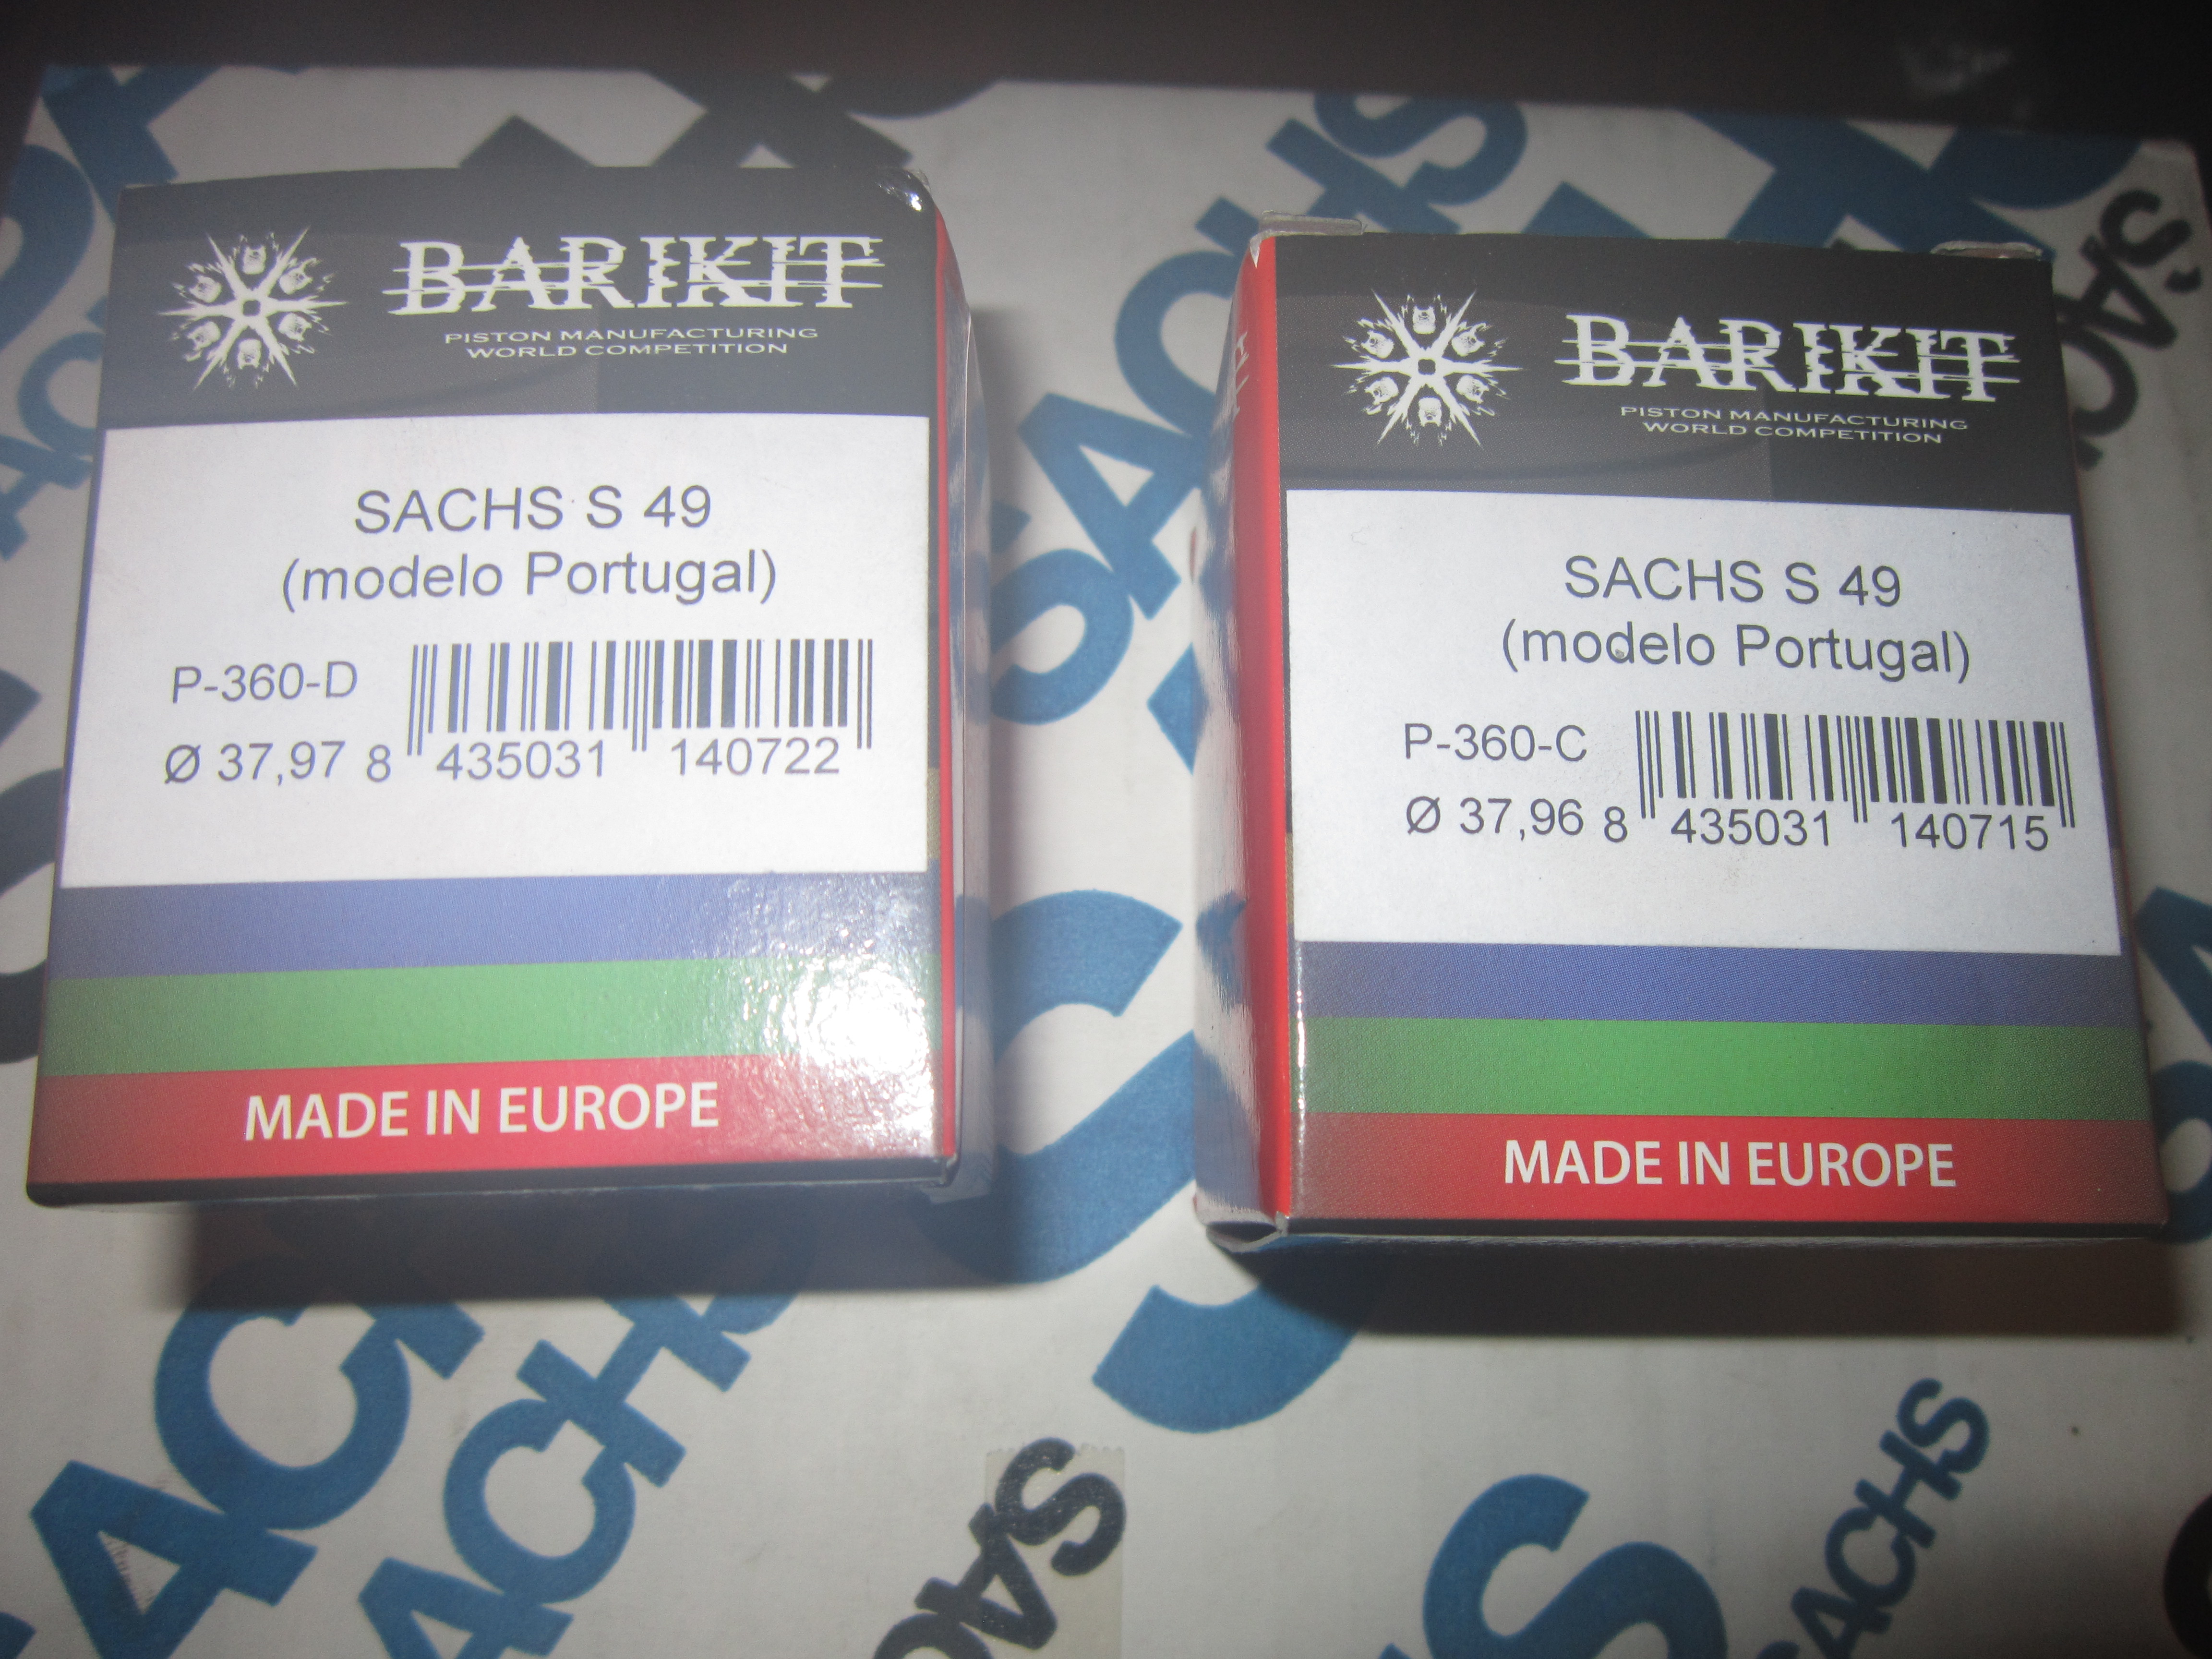 BARIKIT
PISTON MANUFACTURING
WORLD COMPETITION
SACHS S 49
(modelo Portugal)
P-360-D
Ø 37,97
8 435031 140722
MADE IN EUROPE
BARIKIT
PISTON MANUFACTURING
WORLD COMPETITION
SACHS S 49
(modelo Portugal)
P-360-C
Ø 37,96
8 435031 140715
MADE IN EUROPE
SACHS
SACHS
SACHS
SACHS